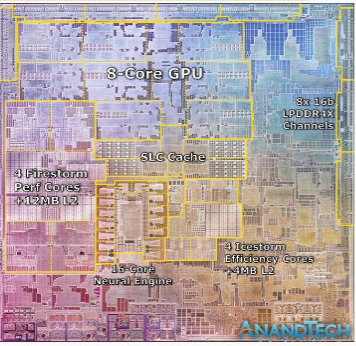 8-Core GPU
8x 16b
LPDDR4X
Channels
SLC Cache
4 Firestorm
Perf Cores
+12MB L2
4 Icestorm
Efficiency Cores
+4MB L2
16-Core
Neural Engine
ANANDTECH